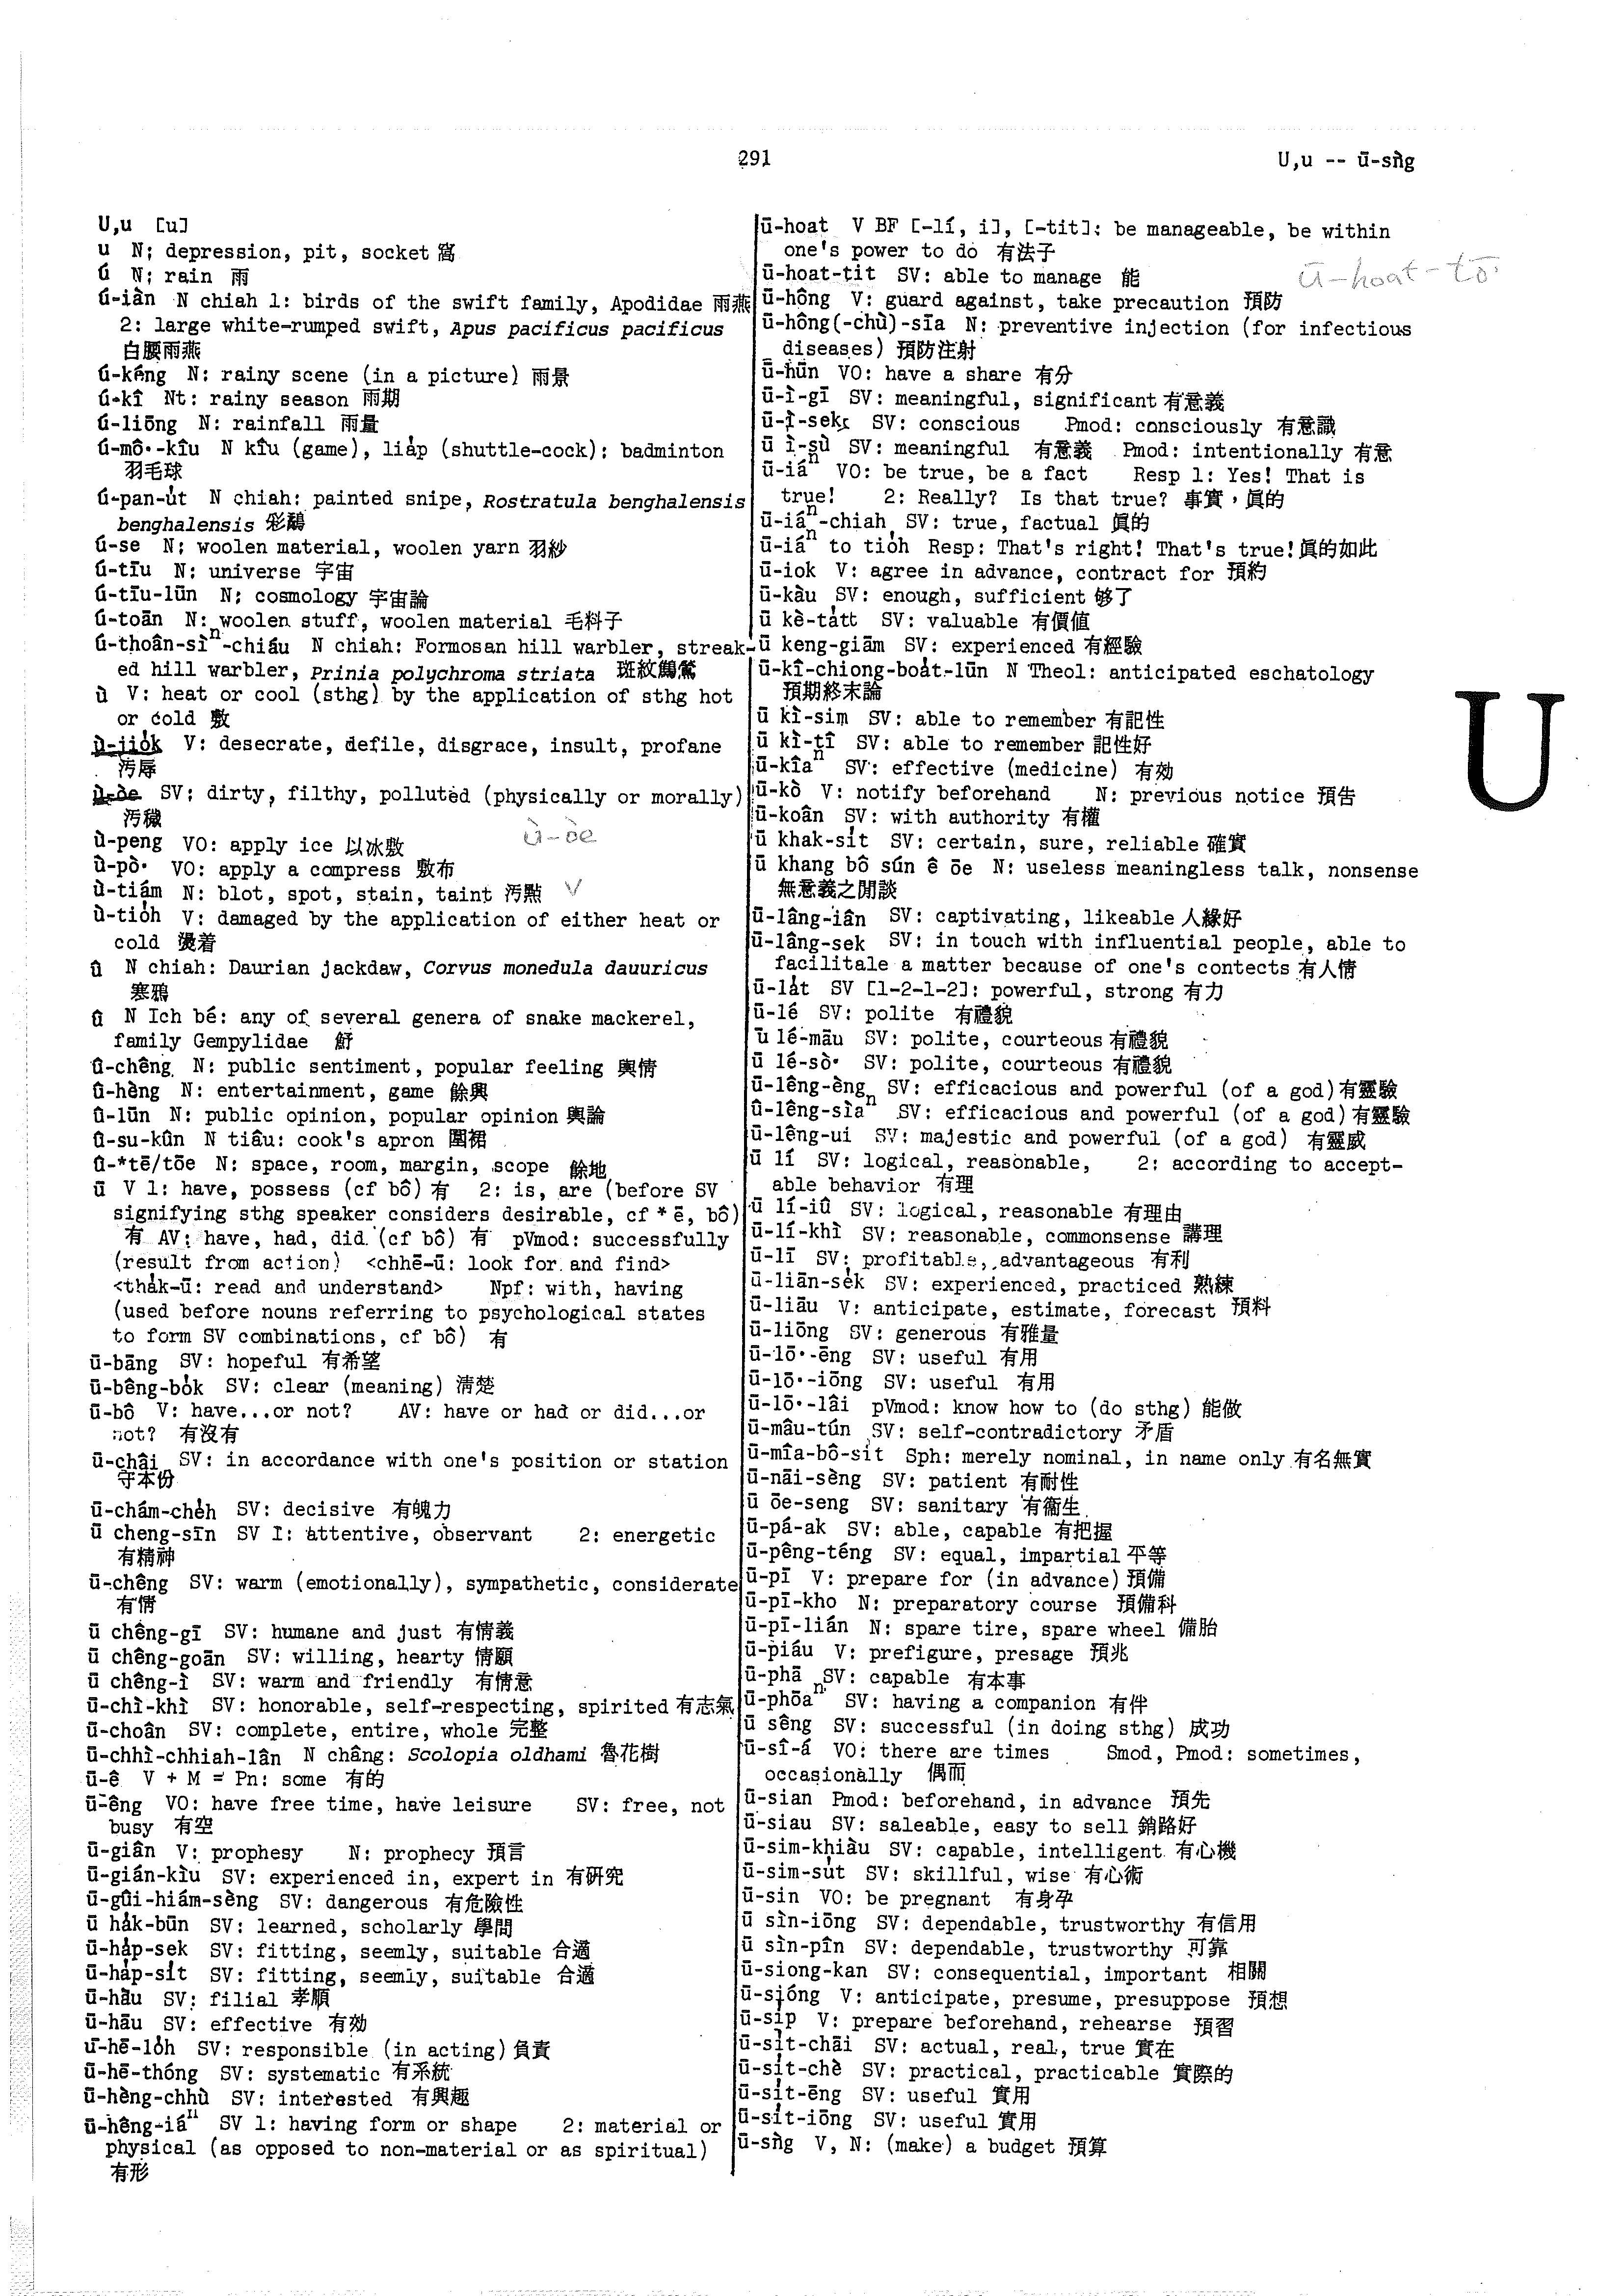 291
U,u -- ū-sǹg
U,u [u]
u N; depression, pit, socket 窩
ú N; rain 雨
ú-iàn N chiah 1: birds of the swift family, Apodidae 雨燕
2: large white-rumped swift, Apus pacificus pacificus
白腰雨燕
ú-kéng N: rainy scene (in a picture) 雨景
ú-kî Nt: rainy season 雨期
ú-liōng N: rainfall 雨量
ú-mô͘-kîu N kîu (game), lia̍p (shuttle-cock): badminton
羽毛球
ú-pan-u̍t N chiah: painted snipe, Rostratula benghalensis
benghalensis 彩鷸
ú-se N; woolen material, woolen yarn 羽紗
ú-tīu N: universe 宇宙
ú-tīu-lūn N; cosmology 宇宙論
ú-toān N: woolen stuff, woolen material 毛料子
ú-thoân-sìⁿ-chiáu N chiah: Formosan hill warbler, streak-
ed hill warbler, Prinia polychroma striata 斑紋鷦鶯
ù V: heat or cool (sthg) by the application of sthg hot
or cold 敷
ù-jio̍k V: desecrate, defile, disgrace, insult, profane
汚辱
ù-òe SV; dirty, filthy, polluted (physically or morally)
汚穢
ù-peng VO: apply ice 以冰敷
ù-òe
ù-pò͘ VO: apply a compress 敷布
ù-tiám N: blot, spot, stain, taint 汚點 V
ù-tio̍h V: damaged by the application of either heat or
cold 燙着
û N chiah: Daurian jackdaw, Corvus monedula dauuricus
寒鴉
û N Ich bé: any of several genera of snake mackerel,
family Gempylidae
û-chêng N: public sentiment, popular feeling 輿情
û-hèng N: entertainment, game 餘興
û-lūn N: public opinion, popular opinion 輿論
û-su-kûn N tiâu: cook's apron 圍裙
û-*tē/tōe N: space, room, margin, scope 餘地
ū V 1: have, possess (cf bô) 有 2: is, are (before SV
signifying sthg speaker considers desirable, cf *ē, bô)
有 AV: have, had, did (cf bô) 有 pVmod: successfully
(result from action) <chhē-ū: look for and find>
<tha̍k-ū: read and understand> Npf: with, having
(used before nouns referring to psychological states
to form SV combinations, cf bô) 有
ū-bāng SV: hopeful 有希望
ū-bêng-bo̍k SV: clear (meaning) 清楚
ū-bô V: have...or not? AV: have or had or did...or
not? 有沒有
ū-châi SV: in accordance with one's position or station
守本份
ū-chám-che̍h SV: decisive 有魄力
ū cheng-sîn SV I: attentive, observant 2: energetic
有精神
ū-chêng SV: warm (emotionally), sympathetic, considerate
有情
ū chêng-gī SV: humane and just 有情義
ū chêng-goān SV: willing, hearty 情願
ū chêng-ì SV: warm and friendly 有情意
ū-chì-khì SV: honorable, self-respecting, spirited 有志氣
ū-choân SV: complete, entire, whole 完整
ū-chhì-chhiah-lân N châng: Scolopia oldhami 魯花樹
ū-ê V + M = Pn: some 有的
ū-êng VO: have free time, have leisure SV: free, not
busy 有空
ū-giân V: prophesy N: prophecy 預言
ū-gián-kìu SV: experienced in, expert in 有研究
ū-gûi-hiám-sèng SV: dangerous 有危險性
ū ha̍k-būn SV: learned, scholarly 學問
ū-ha̍p-sek SV: fitting, seemly, suitable 合適
ū-ha̍p-si̍t SV: fitting, seemly, suitable 合適
ū-hàu SV: filial 孝順
ū-hāu SV: effective 有効
ū-hē-lo̍h SV: responsible (in acting) 負責
ū-hē-thóng SV: systematic 有系統
ū-hèng-chhù SV: interested 有興趣
ū-hêng-iáⁿ SV 1: having form or shape 2: material or
physical (as opposed to non-material or as spiritual)
有形
ū-hoat V BF [-lí, i], [-tit]: be manageable, be within
one's power to do 有法子
ū-hoat-tit SV: able to manage 能
ū-hoat-tō͘
ū-hông V: guard against, take precaution 預防
ū-hông(-chù)-sīa N: preventive injection (for infectious
diseases) 預防注射
ū-hūn VO: have a share 有分
ū-ì-gī SV: meaningful, significant 有意義
ū-ì-sek SV: conscious Pmod: consciously 有意識
ū ì-sù SV: meaningful 有意義 Pmod: intentionally 有意
ū-iáⁿ VO: be true, be a fact Resp 1: Yes! That is
true! 2: Really? Is that true? 事實，眞的
ū-iáⁿ-chiah SV: true, factual 眞的
ū-iáⁿ to tio̍h Resp: That's right! That's true! 眞的如此
ū-iok V: agree in advance, contract for 預約
ū-kàu SV: enough, sufficient 够了
ū kè-ta̍tt SV: valuable 有價值
ū keng-giām SV: experienced 有經驗
ū-kî-chiong-boa̍t-lūn N Theol: anticipated eschatology
預期終末論
ū kì-sim SV: able to remember 有記性
ū kì-tî SV: able to remember 記性好
ū-kîaⁿ SV: effective (medicine) 有効
ū-kò V: notify beforehand N: previous notice 預告
ū-koân SV: with authority 有權
ū khak-si̍t SV: certain, sure, reliable 確實
ū khang bô sún ê ōe N: useless meaningless talk, nonsense
無意義之閒談
ū-lâng-iân SV: captivating, likeable 人緣好
ū-lâng-sek SV: in touch with influential people, able to
facilitale a matter because of one's contects 有人情
ū-la̍t SV [1-2-1-2]: powerful, strong 有力
ū-lé SV: polite 有禮貌
ū lé-māu SV: polite, courteous 有禮貌
ū lé-sò͘ SV: polite, courteous 有禮貌
ū-lêng-èng SV: efficacious and powerful (of a god) 有靈驗
ū-lêng-sìaⁿ SV: efficacious and powerful (of a god) 有靈驗
ū-lêng-ui SV: majestic and powerful (of a god) 有靈威
ū lí SV: logical, reasonable, 2: according to accept-
able behavior 有理
ū lí-iû SV: logical, reasonable 有理由
ū-lí-khì SV: reasonable, commonsense 講理
ū-lī SV: profitable, advantageous 有利
ū-liān-se̍k SV: experienced, practiced 熟練
ū-liāu V: anticipate, estimate, forecast 預料
ū-liōng SV: generous 有雅量
ū-lō͘-ēng SV: useful 有用
ū-lō͘-iōng SV: useful 有用
ū-lō͘-lâi pVmod: know how to (do sthg) 能做
ū-mâu-tún SV: self-contradictory 矛盾
ū-mîa-bô-si̍t Sph: merely nominal, in name only 有名無實
ū-nāi-sèng SV: patient 有耐性
ū ōe-seng SV: sanitary 有衞生
ū-pá-ak SV: able, capable 有把握
ū-pêng-téng SV: equal, impartial 平等
ū-pī V: prepare for (in advance) 預備
ū-pī-kho N: preparatory course 預備科
ū-pī-lián N: spare tire, spare wheel 備胎
ū-piáu V: prefigure, presage 預兆
ū-phā SV: capable 有本事
ū-phōaⁿ SV: having a companion 有伴
ū sêng SV: successful (in doing sthg) 成功
ū-sî-á VO: there are times Smod, Pmod: sometimes,
occasionally 偶而
ū-sian Pmod: beforehand, in advance 預先
ū-siau SV: saleable, easy to sell 銷路好
ū-sim-khiàu SV: capable, intelligent 有心機
ū-sim-su̍t SV: skillful, wise 有心術
ū-sin VO: be pregnant 有身孕
ū sìn-iōng SV: dependable, trustworthy 有信用
ū sìn-pîn SV: dependable, trustworthy 可靠
ū-siong-kan SV: consequential, important 相關
ū-sióng V: anticipate, presume, presuppose 預想
ū-si̍p V: prepare beforehand, rehearse 預習
ū-si̍t-chāi SV: actual, real, true 實在
ū-si̍t-chè SV: practical, practicable 實際的
ū-si̍t-ēng SV: useful 實用
ū-si̍t-iōng SV: useful 實用
ū-sǹg V, N: (make) a budget 預算
U